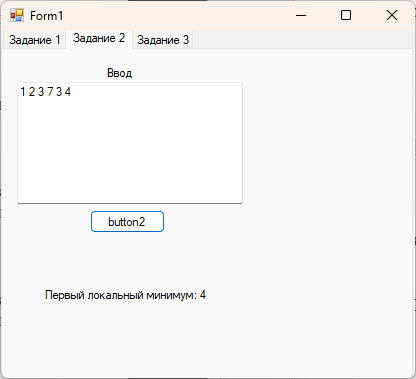 Form1
Задание 1 Задание 2 Задание 3
Ввод
1 2 3 7 3 4
button2
Первый локальный минимум: 4